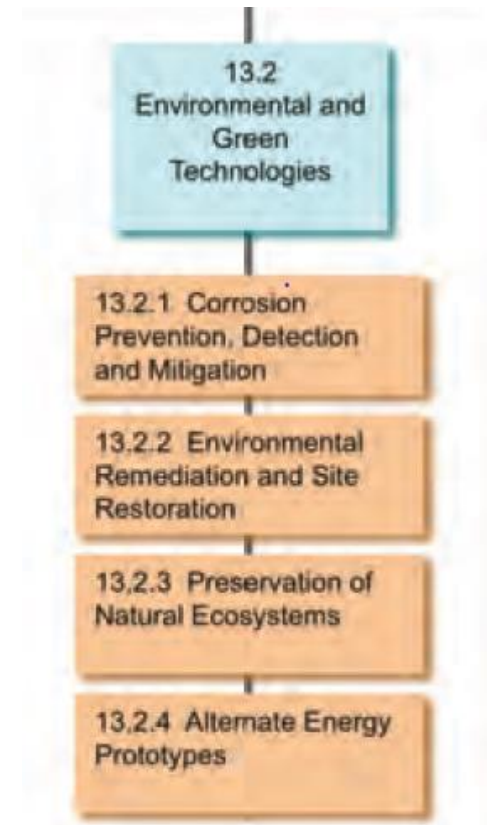 13.2
Environmental and
Green
Technologies
13.2.1 Corrosion
Prevention, Detection
and Mitigation
13.2.2 Environmental
Remediation and Site
Restoration
13.2.3 Preservation of
Natural Ecosystems
13.2.4 Alternate Energy
Prototypes